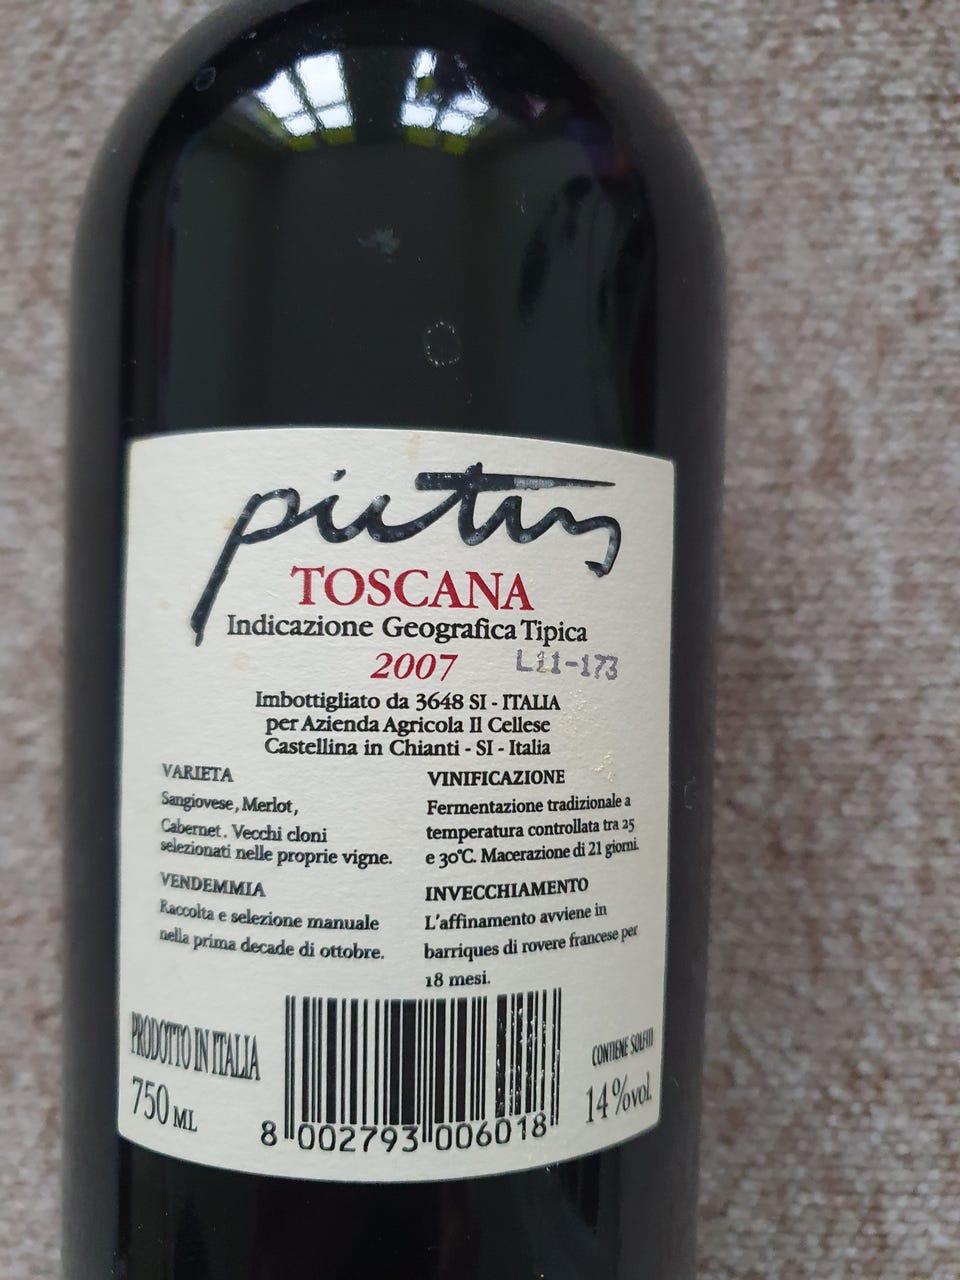 pictus
TOSCANA
Indicazione Geografica Tipica
2007 L11-173
Imbottigliato da 3648 SI - ITALIA
per Azienda Agricola Il Cellese
Castellina in Chianti - SI - Italia
VARIETA
Sangiovese, Merlot,
Cabernet. Vecchi cloni
selezionati nelle proprie vigne.
VENDEMMIA
Raccolta e selezione manuale
nella prima decade di ottobre.
VINIFICAZIONE
Fermentazione tradizionale a
temperatura controllata tra 25
e 30°C. Macerazione di 21 giorni.
INVECCHIAMENTO
L'affinamento avviene in
barriques di rovere francese per
18 mesi.
PRODOTTO IN ITALIA
750 ML
8 002793 006018
CONTIENE SOLFITI
14%vol.